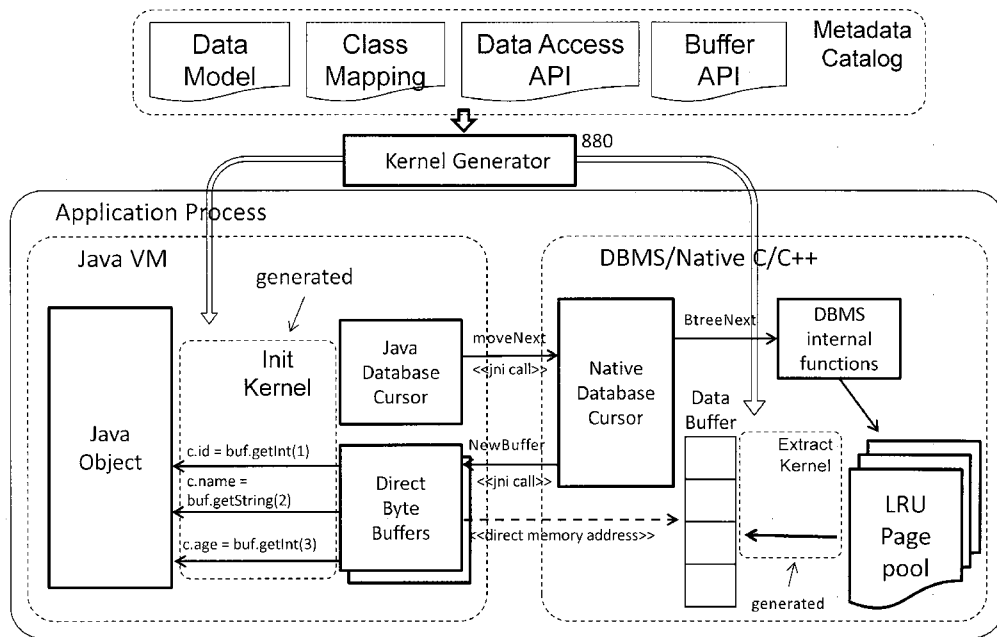 Data
Model
Class
Mapping
Data Access
API
Buffer
API
Metadata
Catalog
Kernel Generator
880
Application Process
Java VM
generated
DBMS/Native C/C++
Java
Object
Init
Kernel
Java
Database
Cursor
moveNext
<<jni call>>
Native
Database
Cursor
BtreeNext
DBMS
internal
functions
Data
Buffer
c.id = buf.getInt(1)
c.name =
buf.getString(2)
c.age = buf.getInt(3)
Direct
Byte
Buffers
NewBuffer
<<jni call>>
<<direct memory address>>
Extract
Kernel
generated
LRU
Page
pool